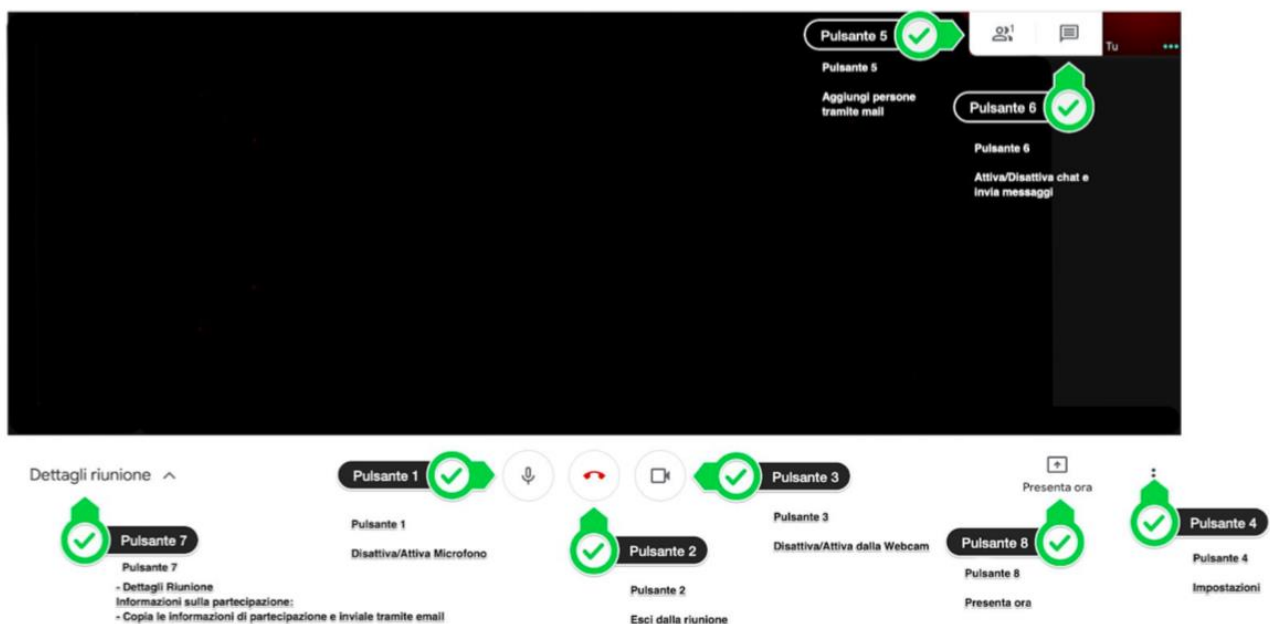 Pulsante 5
1
Tu
Pulsante 5
Aggiungi persone
tramite mail
Pulsante 6
Pulsante 6
Attiva/Disattiva chat e
invia messaggi
Dettagli riunione
Pulsante 1
Pulsante 3
Presenta ora
Pulsante 7
Pulsante 7
- Dettagli Riunione
Informazioni sulla partecipazione:
- Copia le informazioni di partecipazione e inviale tramite email
Pulsante 1
Disattiva/Attiva Microfono
Pulsante 2
Pulsante 2
Esci dalla riunione
Pulsante 3
Disattiva/Attiva dalla Webcam
Pulsante 8
Pulsante 8
Presenta ora
Pulsante 4
Pulsante 4
Impostazioni